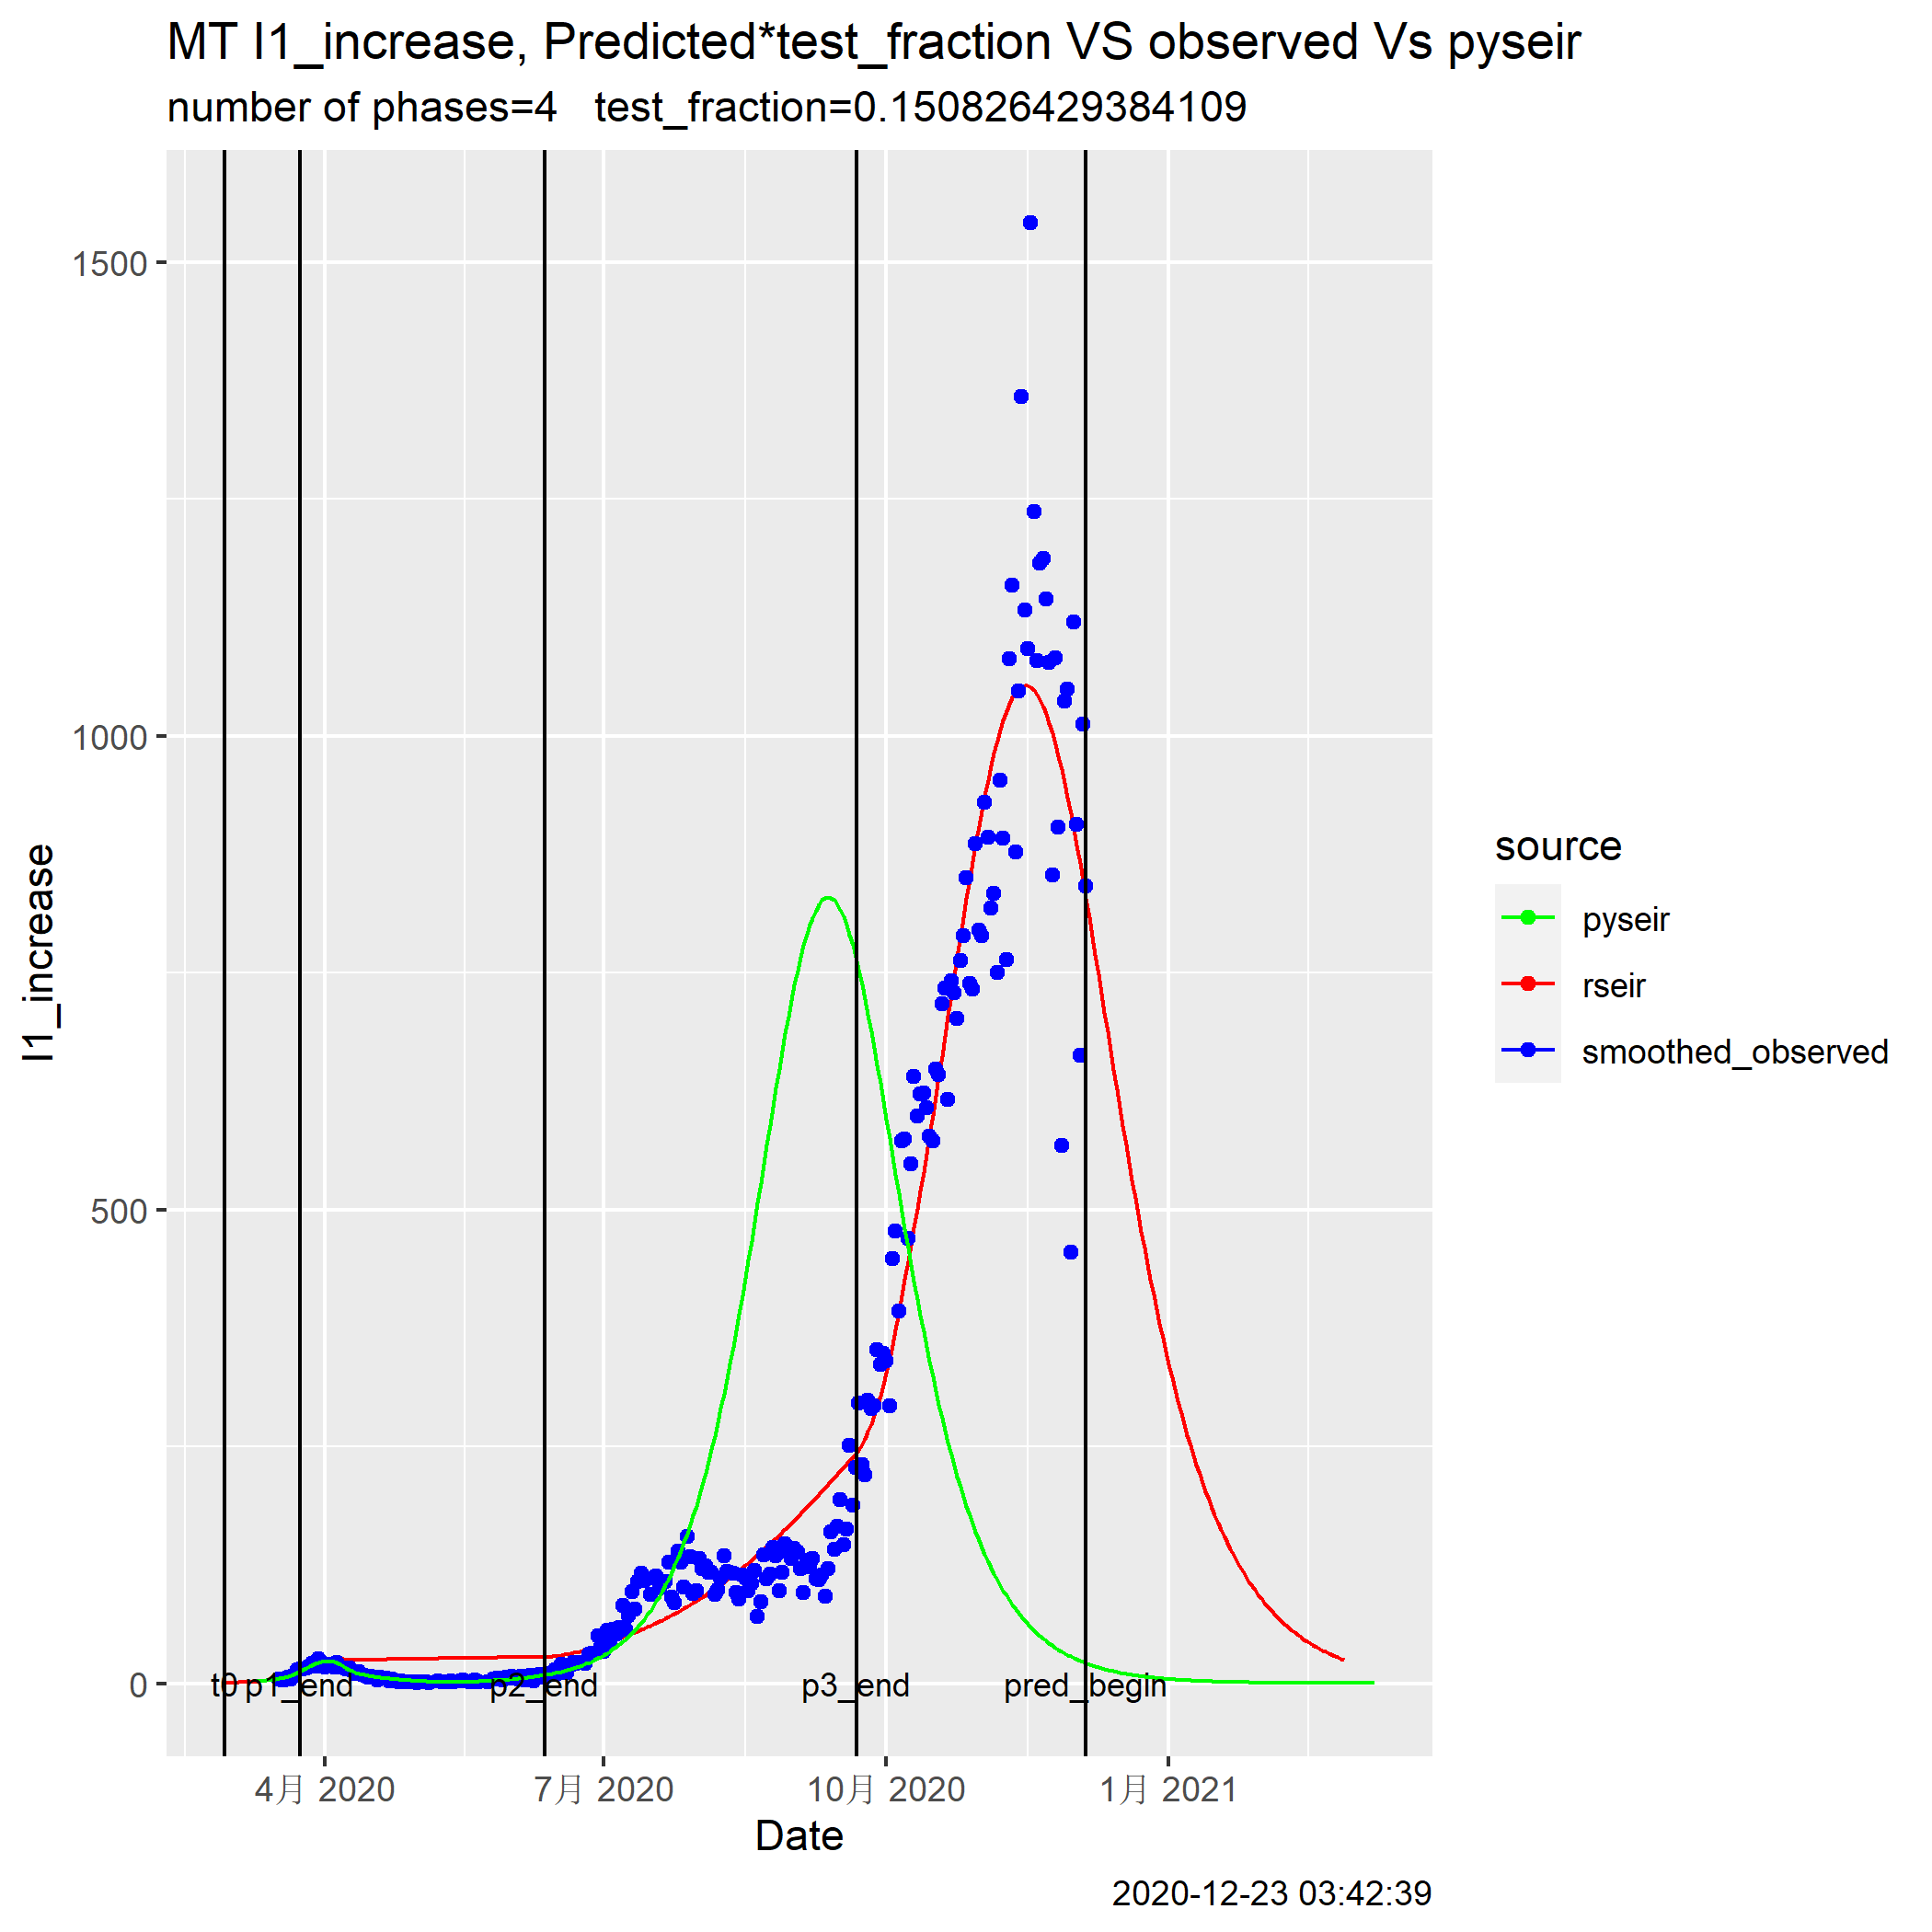 MT I1_increase, Predicted*test_fraction VS observed Vs pyseir
number of phases=4   test_fraction=0.150826429384109
I1_increase
1500
1000
500
0
t0 p1_end p2_end p3_end pred_begin
4月 2020 7月 2020 10月 2020 1月 2021
Date
source
pyseir
rseir
smoothed_observed
2020-12-23 03:42:39